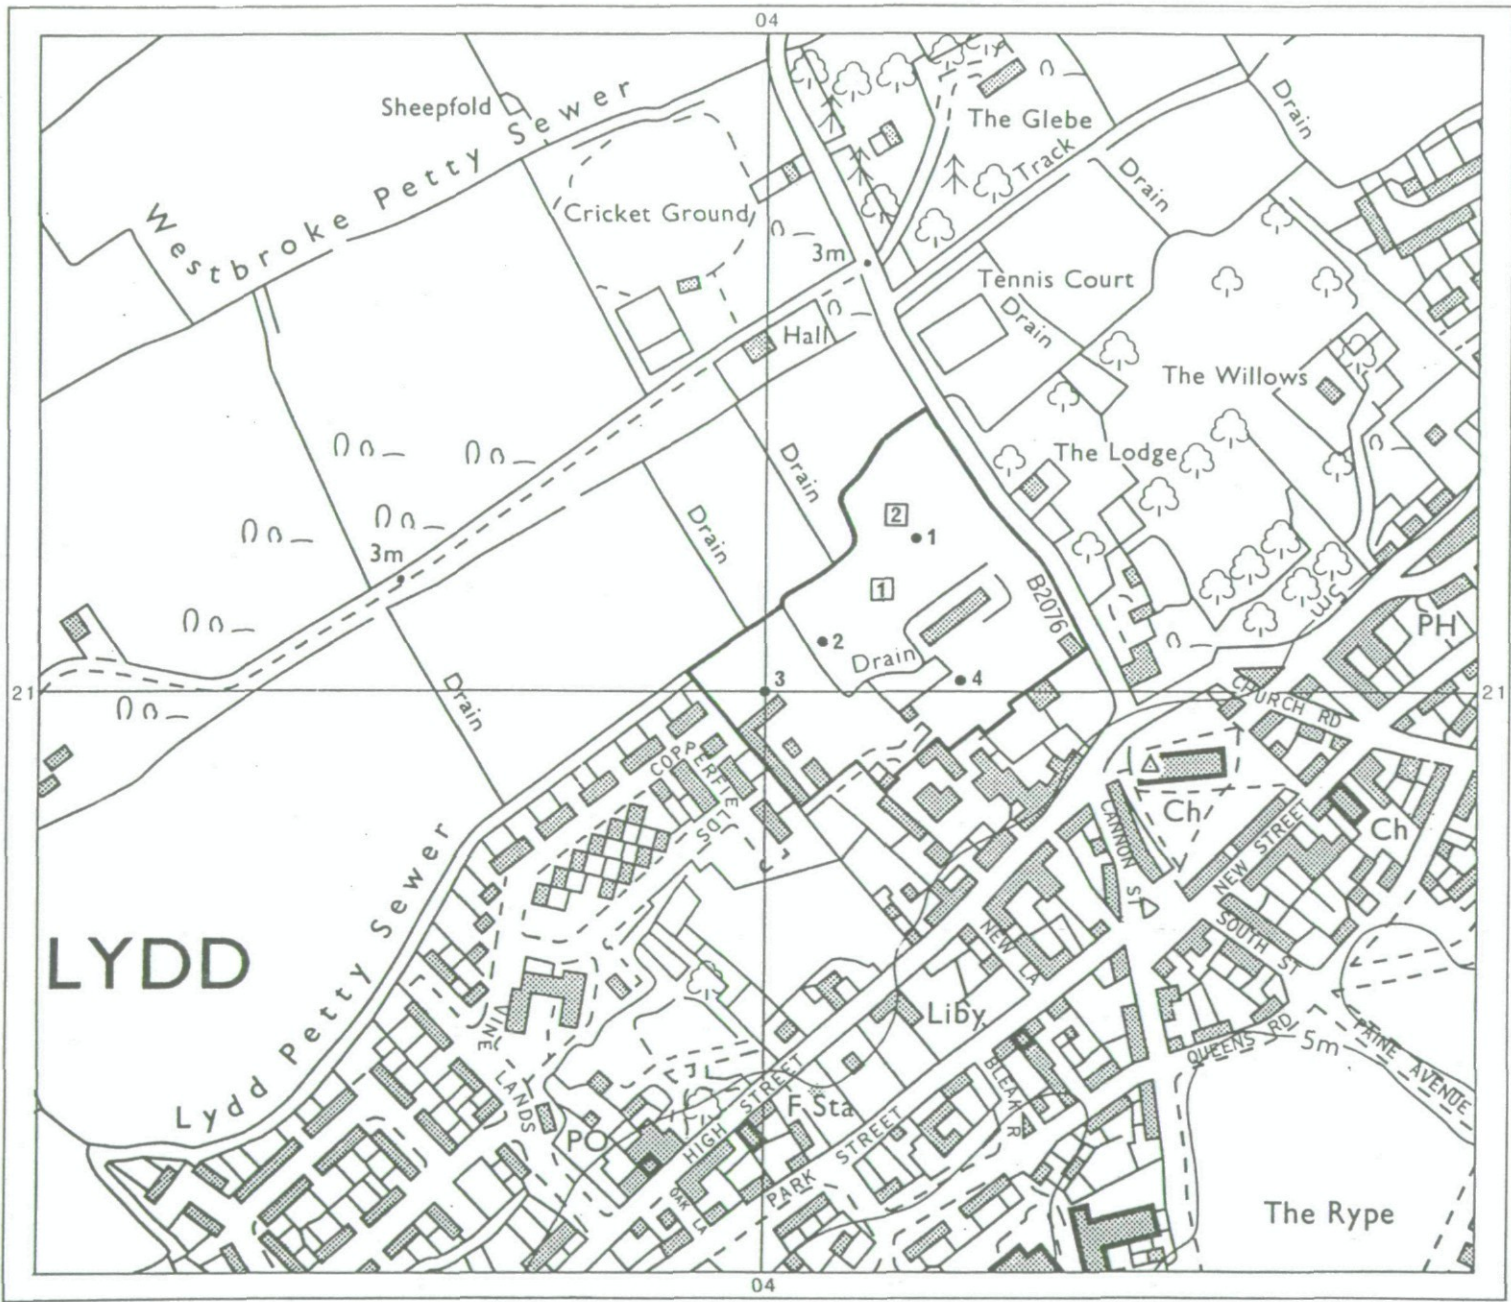 04
Sheepfold
Westbroke Petty Sewer
The Glebe
Track
Drain
Drain
Cricket Ground
3m
Tennis Court
Drain
Hall
The Willows
The Lodge
Drain
Drain
3m
2
1
1
B2076
5m
PH
2
Drain
21
3
4
21
Drain
CHURCH RD
COPPERFIELDS
Ch
CANNON ST
NEW STREET
Ch
Lydd Petty Sewer
LYDD
SOUTH ST
NEW LA
Liby
VINE LANDS
QUEENS RD
5m
PAINE AVENUE
HIGH STREET
F Sta
BLEAK R
PO
PARK STREET
OAK LA
The Rype
04